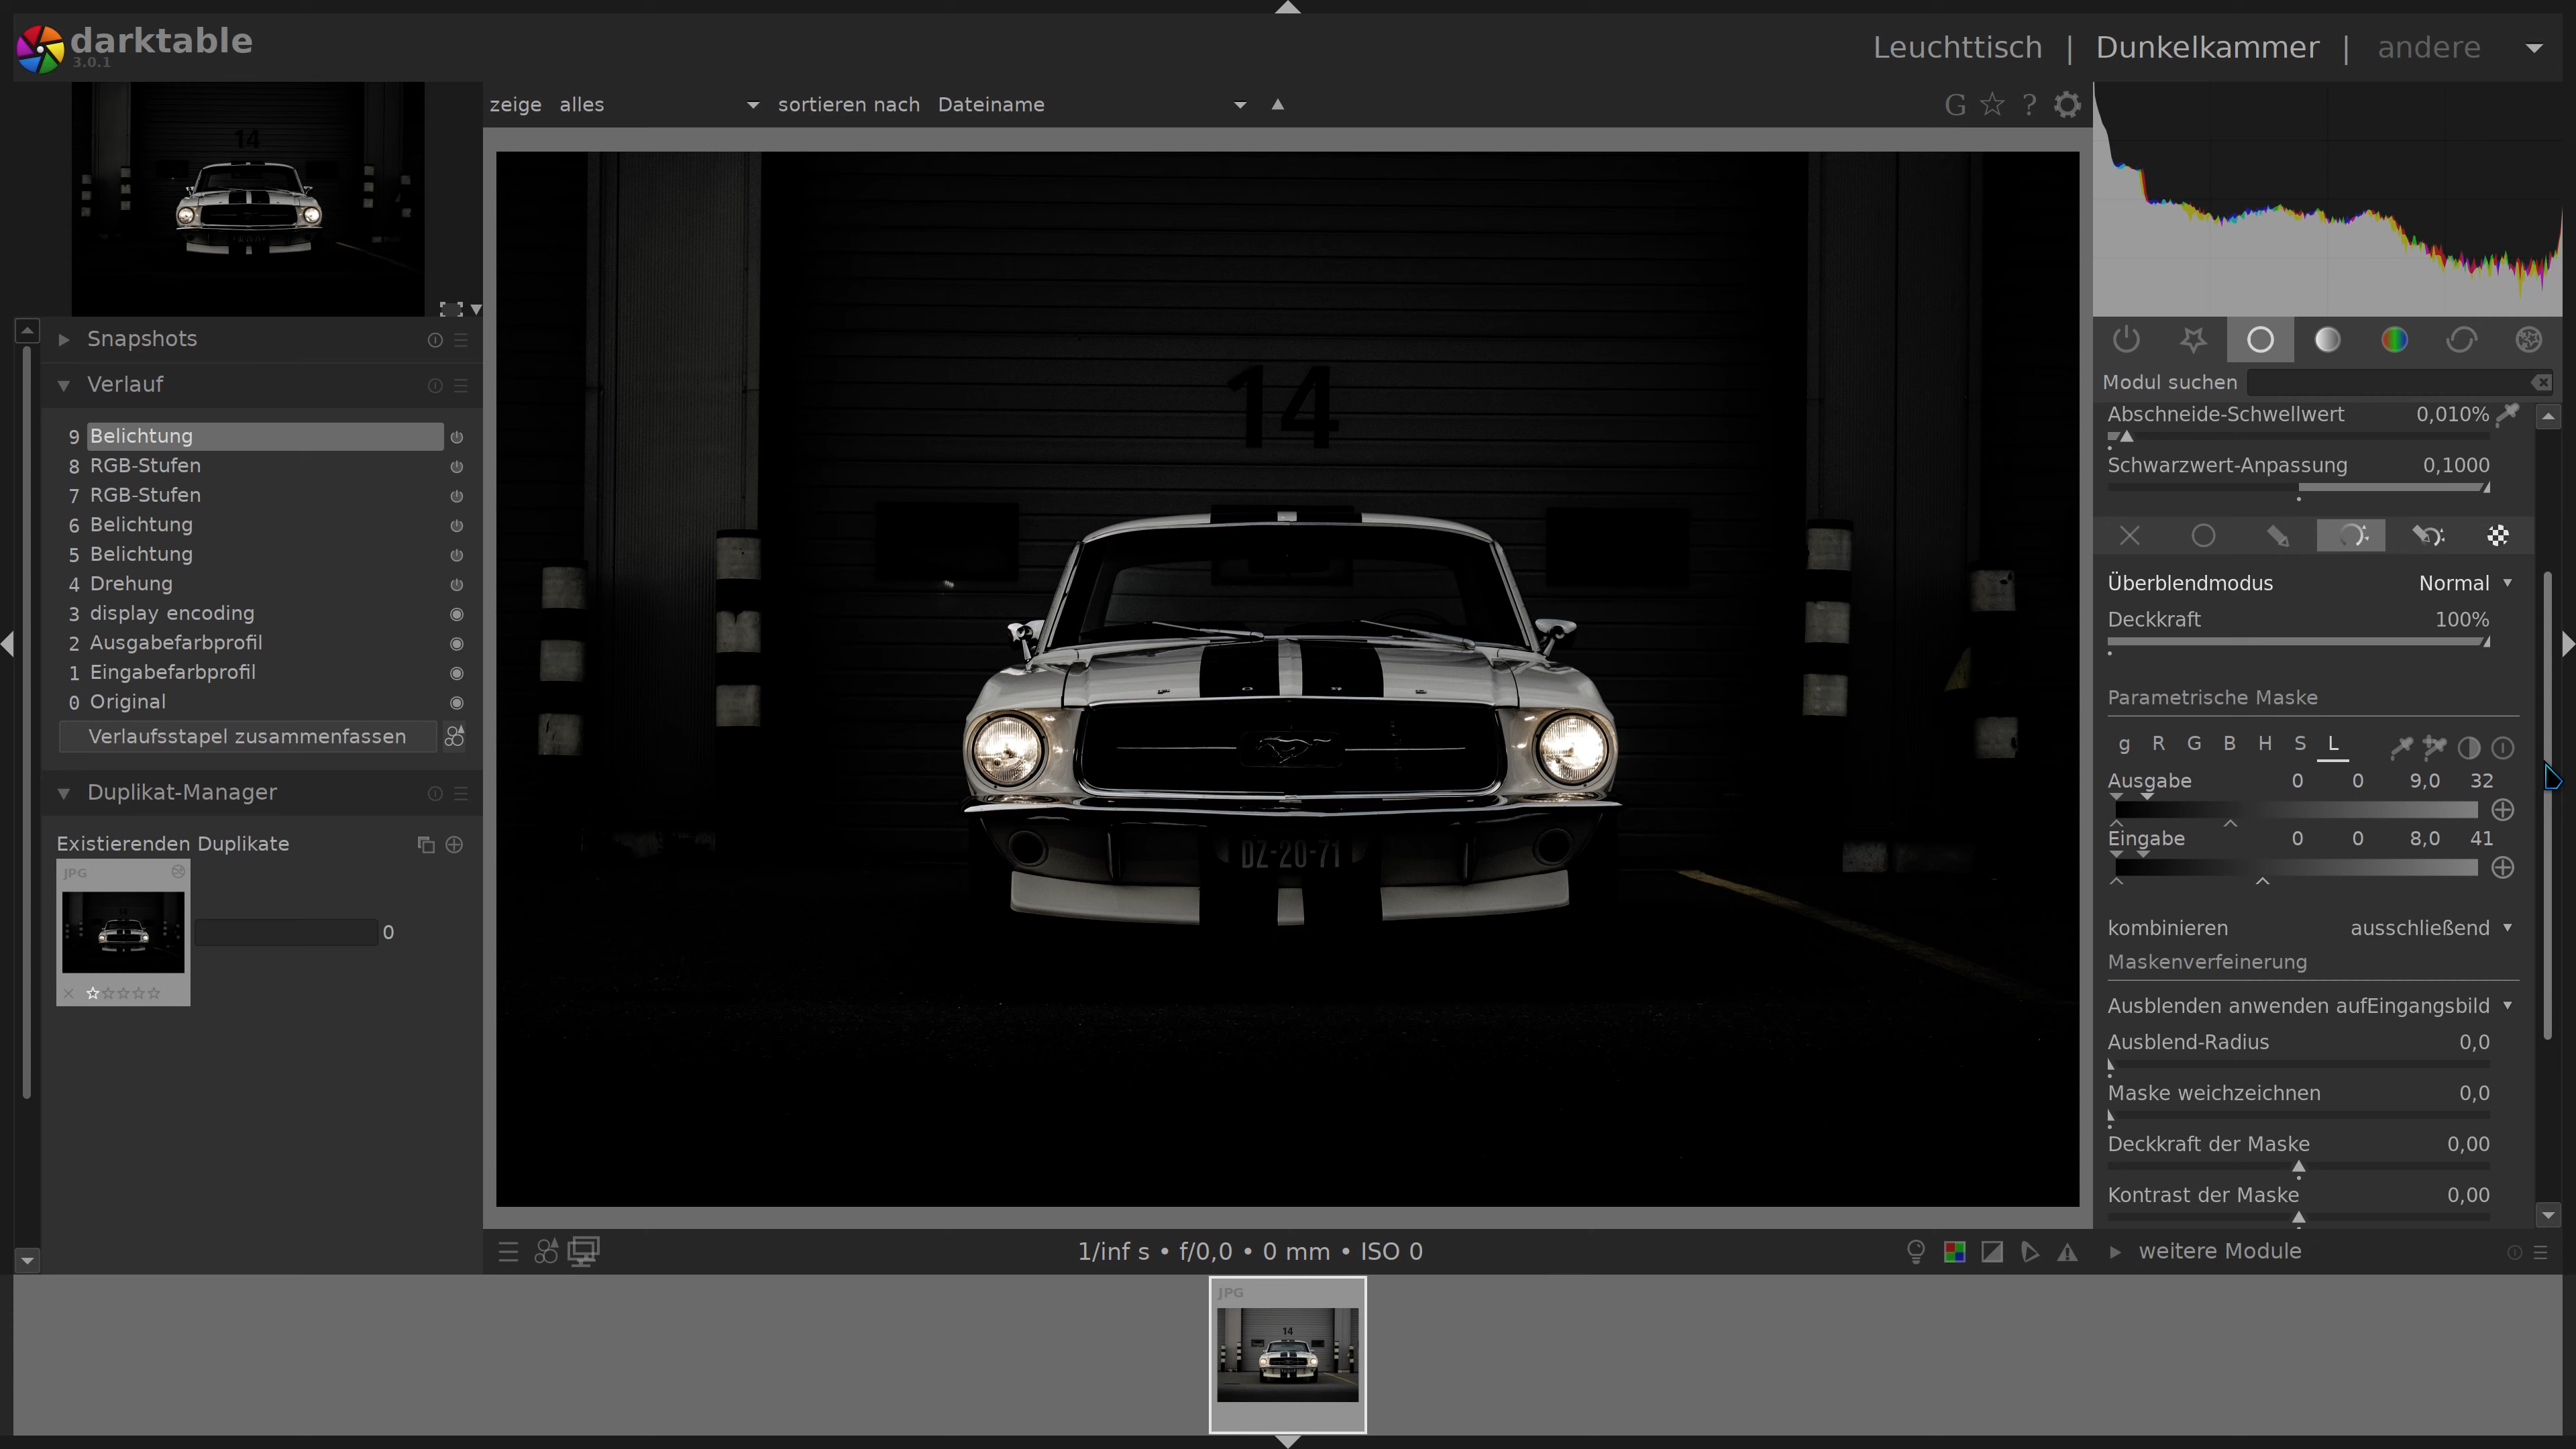 darktable
3.0.1
Leuchttisch | Dunkelkammer | andere
zeige alles sortieren nach Dateiname
G ☆ ?
14
Snapshots
Verlauf
9 Belichtung
8 RGB-Stufen
7 RGB-Stufen
6 Belichtung
5 Belichtung
4 Drehung
3 display encoding
2 Ausgabefarbprofil
1 Eingabefarbprofil
0 Original
Verlaufsstapel zusammenfassen
Duplikat-Manager
Existierenden Duplikate
JPG
0
14
FORD
DZ-20-71
Modul suchen
Abschneide-Schwellwert 0,010%
Schwarzwert-Anpassung 0,1000
Überblendmodus Normal
Deckkraft 100%
Parametrische Maske
g R G B H S L
Ausgabe 0 0 9,0 32
Eingabe 0 0 8,0 41
kombinieren ausschließend
Maskenverfeinerung
Ausblenden anwenden aufEingangsbild
Ausblend-Radius 0,0
Maske weichzeichnen 0,0
Deckkraft der Maske 0,00
Kontrast der Maske 0,00
1/inf s • f/0,0 • 0 mm • ISO 0
weitere Module
JPG
14